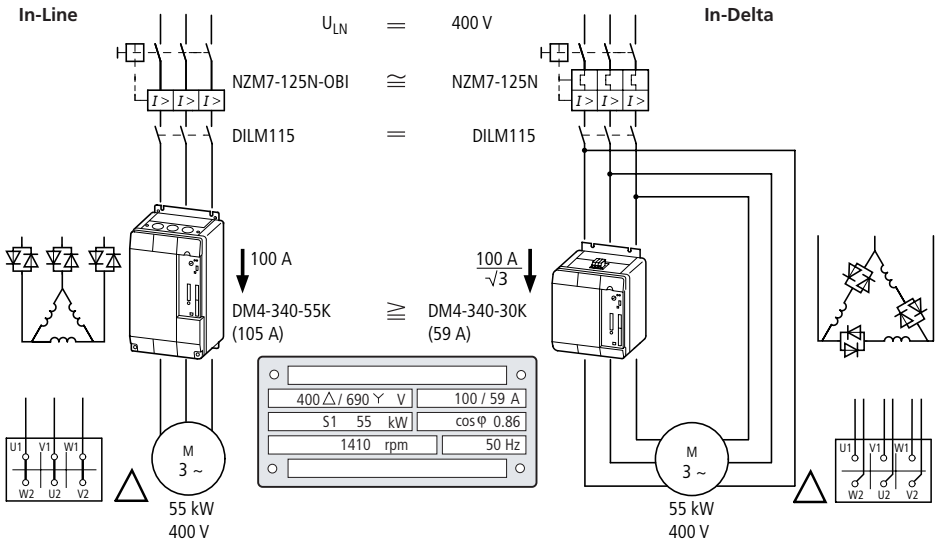 In-Line
In-Delta
U_LN = 400 V
NZM7-125N-OBI ≅ NZM7-125N
I> I> I>
I> I> I>
DILM115 = DILM115
100 A
100 A
√3
DM4-340-55K ≧ DM4-340-30K
(105 A)
(59 A)
400 △ / 690 Y V
100 / 59 A
S1 55 kW
cos φ 0.86
1410 rpm
50 Hz
U1 V1 W1
W2 U2 V2
M
3 ~
55 kW
400 V
M
3 ~
55 kW
400 V
U1 V1 W1
W2 U2 V2